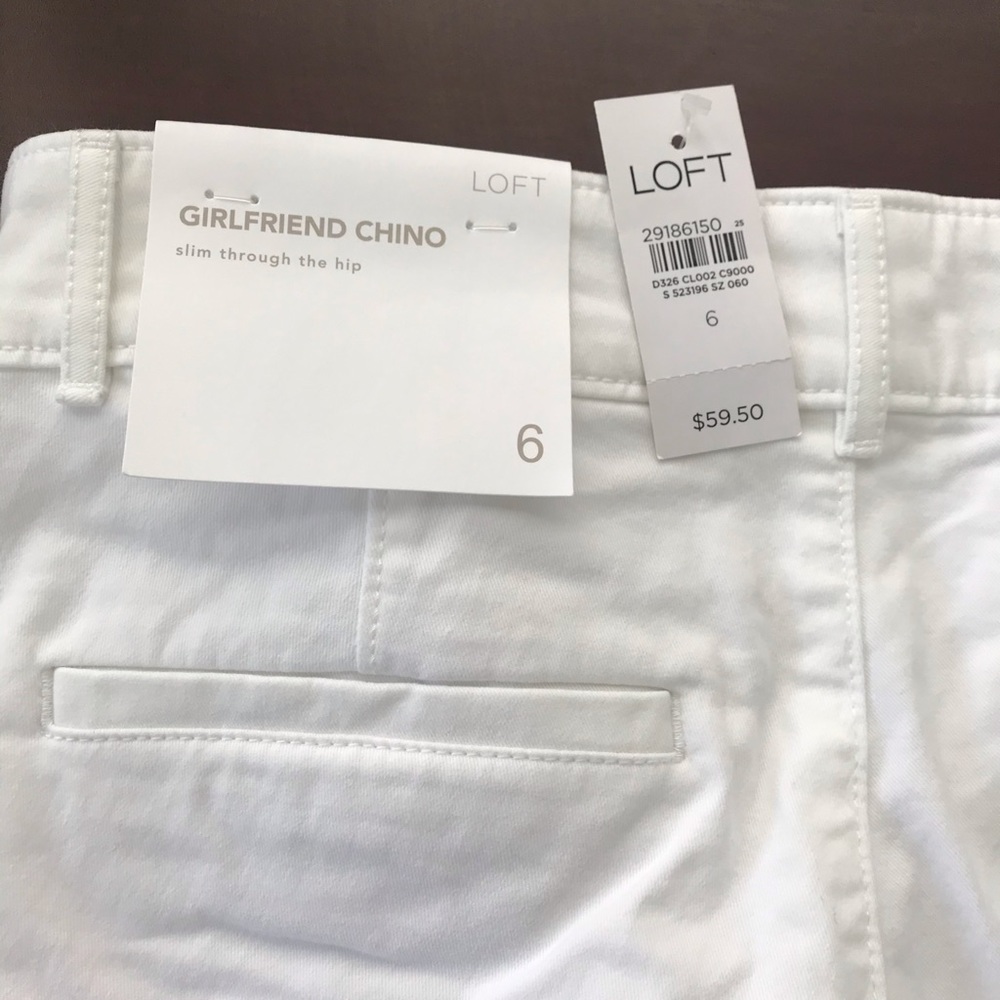 LOFT
GIRLFRIEND CHINO
slim through the hip
6
LOFT
29186150 25
D326 CL002 C9000
S 523196 SZ 060
6
$59.50